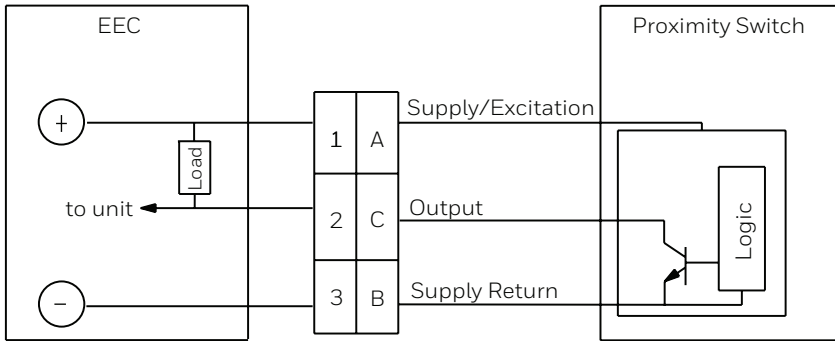 EEC
Proximity Switch
+
Supply/Excitation
1 A
Load
to unit
Output
2 C
Logic
−
3 B
Supply Return